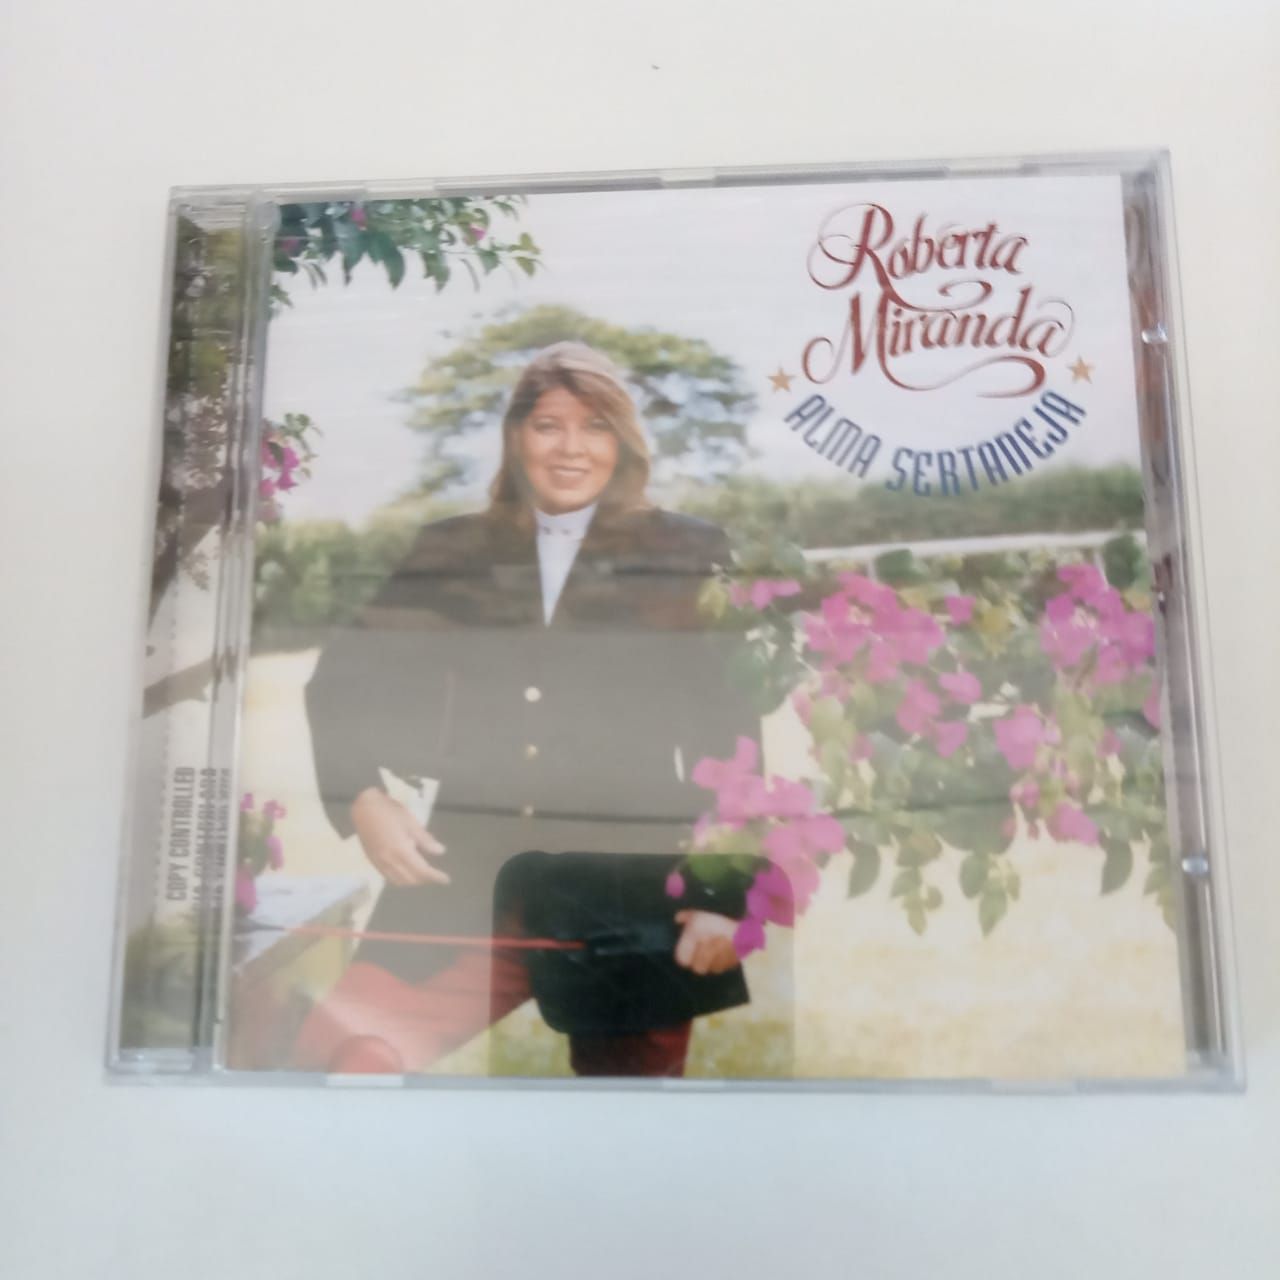 Roberta
Miranda
ALMA SERTANEJA
COPY CONTROLLED